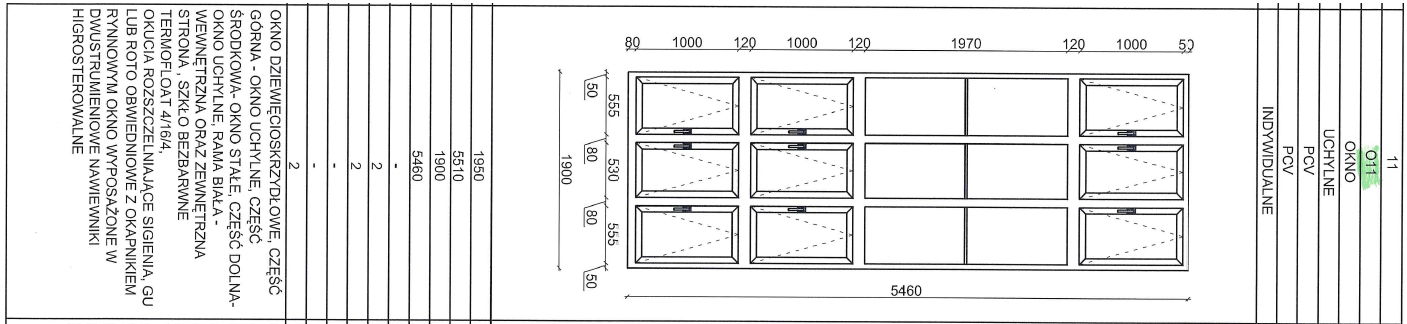 11
O11
OKNO
UCHYLNE
PCV
PCV
INDYWIDUALNE
80 1000 120 1000 120 1970 120 1000 50
50 555 80 530 80 555 50
1900
5460
1950
5510
1900
5460
-
2
2
-
-
2
OKNO DZIEWIĘCIOSKRZYDŁOWE, CZĘŚĆ
GÓRNA - OKNO UCHYLNE, CZĘŚĆ
ŚRODKOWA- OKNO STAŁE, CZĘŚĆ DOLNA-
OKNO UCHYLNE, RAMA BIAŁA -
WEWNĘTRZNA ORAZ ZEWNĘTRZNA
STRONA , SZKŁO BEZBARWNE
TERMOFLOAT 4/16/4,
OKUCIA ROZSZCZELNIAJĄCE SIGIENIA, GU
LUB ROTO OBWIEDNIOWE Z OKAPNIKIEM
RYNNOWYM OKNO WYPOSAŻONE W
DWUSTRUMIENIOWE NAWIEWNIKI
HIGROSTEROWALNE